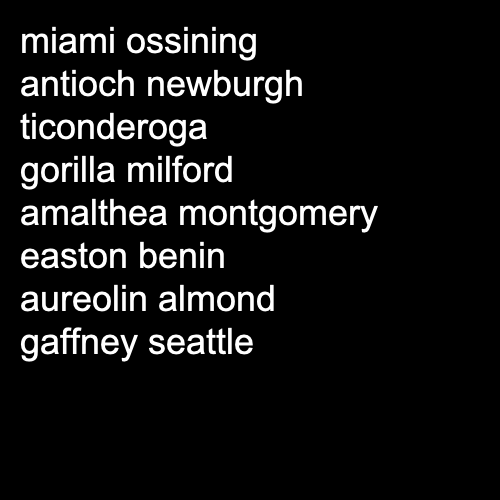 miami ossining
antioch newburgh
ticonderoga
gorilla milford
amalthea montgomery
easton benin
aureolin almond
gaffney seattle